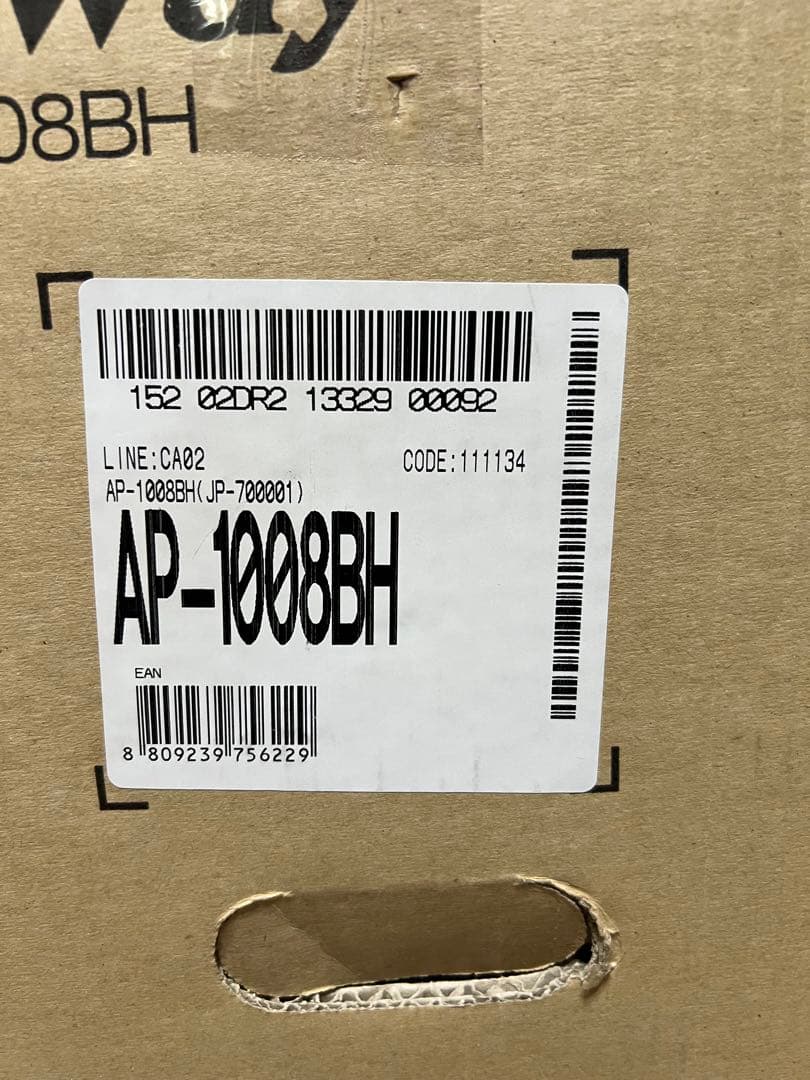 08BH
152 02DR2 13329 00092
LINE:CA02 CODE:111134
AP-1008BH(JP-700001)
AP-1008BH
EAN
8 809239 756229